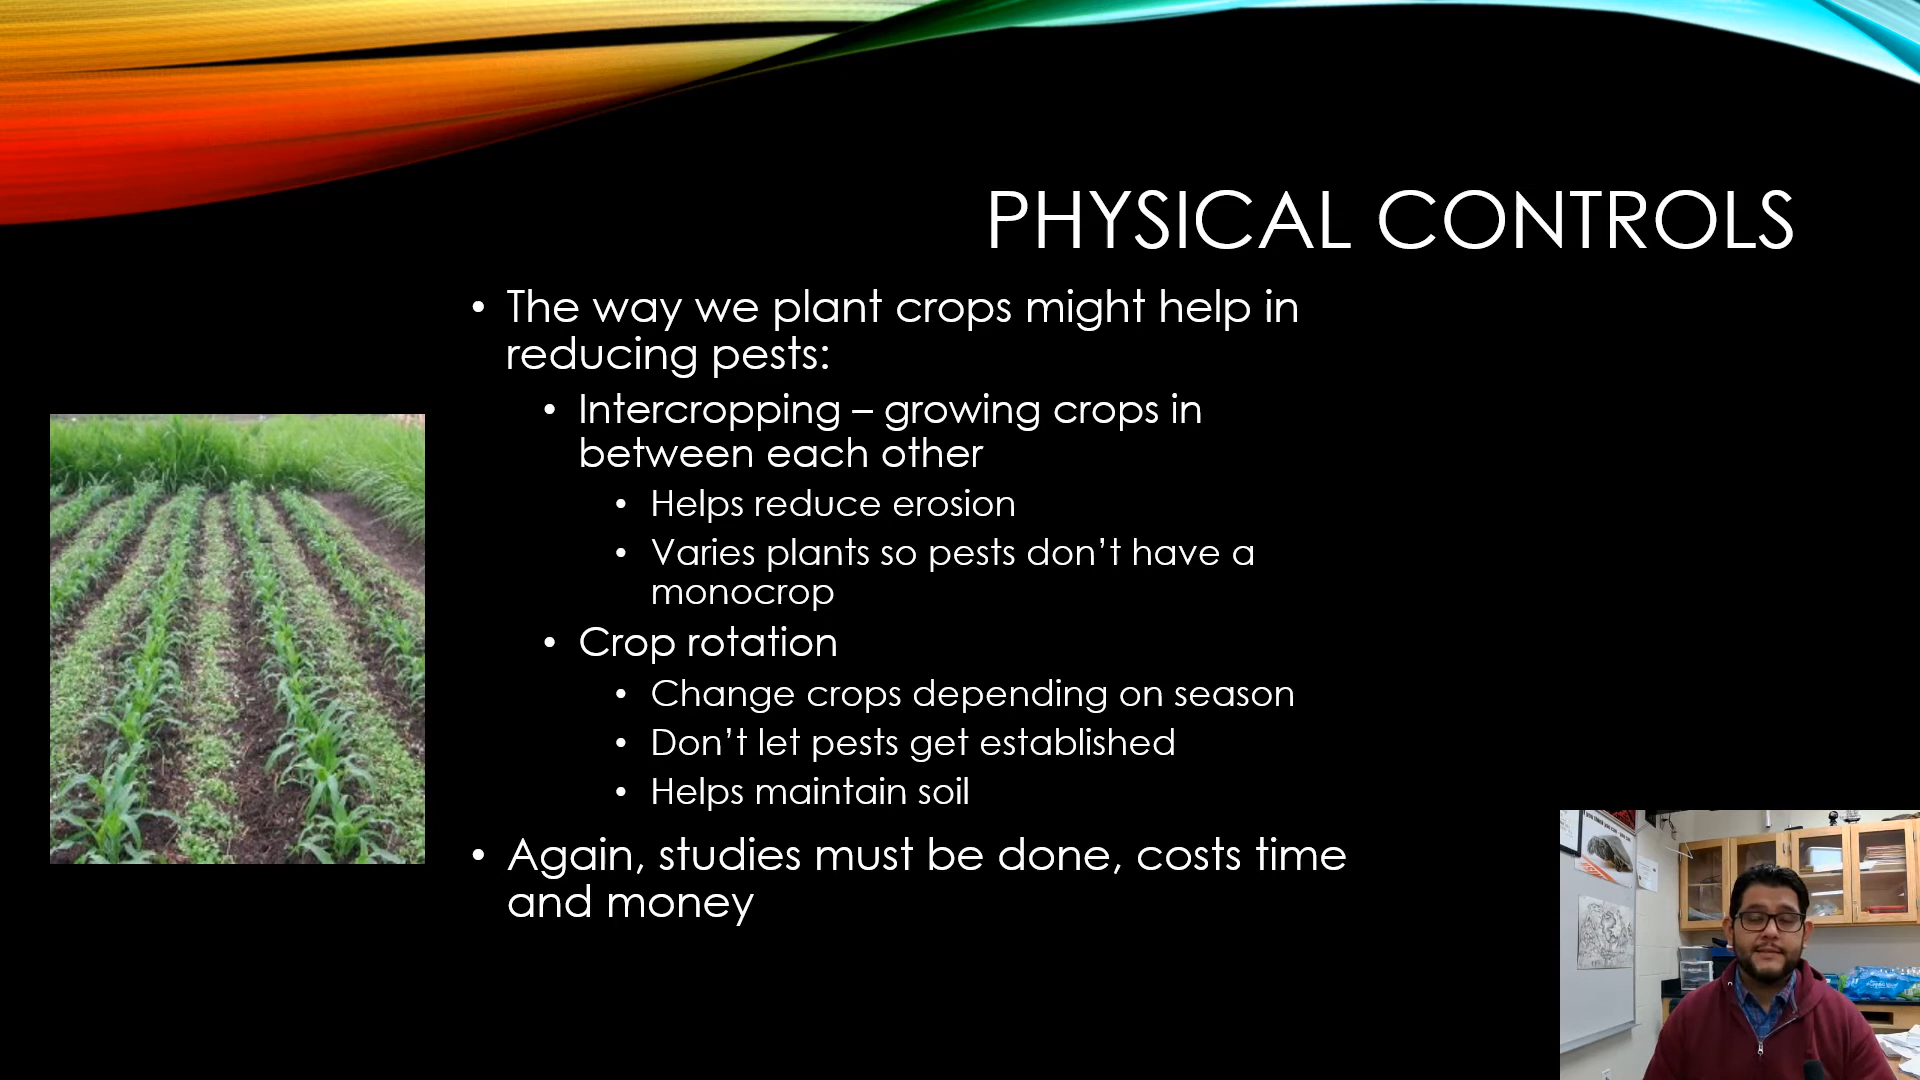 PHYSICAL CONTROLS
• The way we plant crops might help in
reducing pests:
• Intercropping – growing crops in
between each other
• Helps reduce erosion
• Varies plants so pests don’t have a
monocrop
• Crop rotation
• Change crops depending on season
• Don’t let pests get established
• Helps maintain soil
• Again, studies must be done, costs time
and money